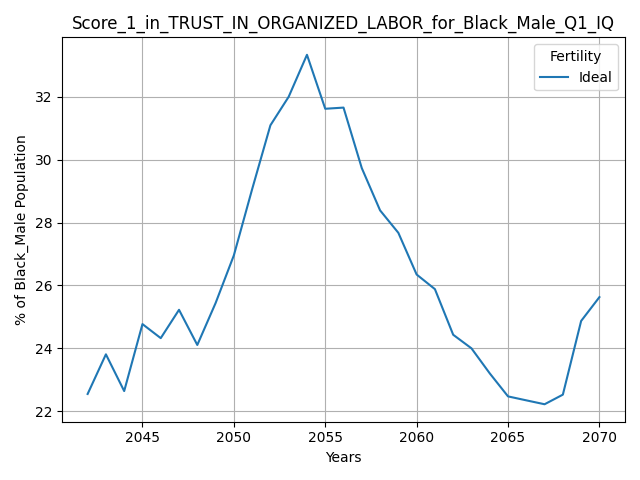 Score_1_in_TRUST_IN_ORGANIZED_LABOR_for_Black_Male_Q1_IQ
Fertility
Ideal
% of Black_Male Population
32
30
28
26
24
22
2045 2050 2055 2060 2065 2070
Years